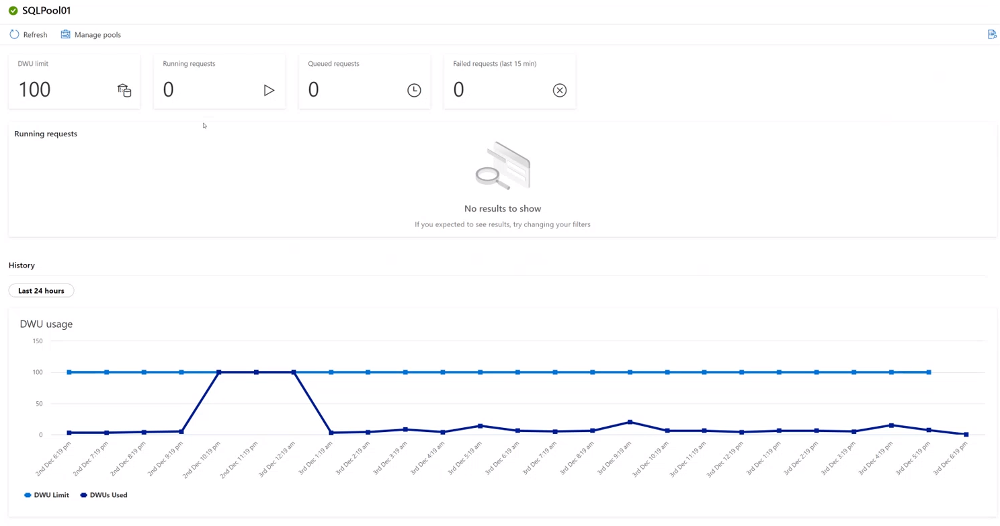 SQLPool01
Refresh Manage pools
DWU limit
100
Running requests
0
Queued requests
0
Failed requests (last 15 min)
0
Running requests
No results to show
If you expected to see results, try changing your filters
History
Last 24 hours
DWU usage
150
100
50
0
2nd Dec 6:19 pm
2nd Dec 7:19 pm
2nd Dec 8:19 pm
2nd Dec 9:19 pm
2nd Dec 10:19 pm
2nd Dec 11:19 pm
3rd Dec 12:19 am
3rd Dec 1:19 am
3rd Dec 2:19 am
3rd Dec 3:19 am
3rd Dec 4:19 am
3rd Dec 5:19 am
3rd Dec 6:19 am
3rd Dec 7:19 am
3rd Dec 8:19 am
3rd Dec 9:19 am
3rd Dec 10:19 am
3rd Dec 11:19 am
3rd Dec 12:19 pm
3rd Dec 1:19 pm
3rd Dec 2:19 pm
3rd Dec 3:19 pm
3rd Dec 4:19 pm
3rd Dec 5:19 pm
3rd Dec 6:19 pm
DWU Limit DWUs Used